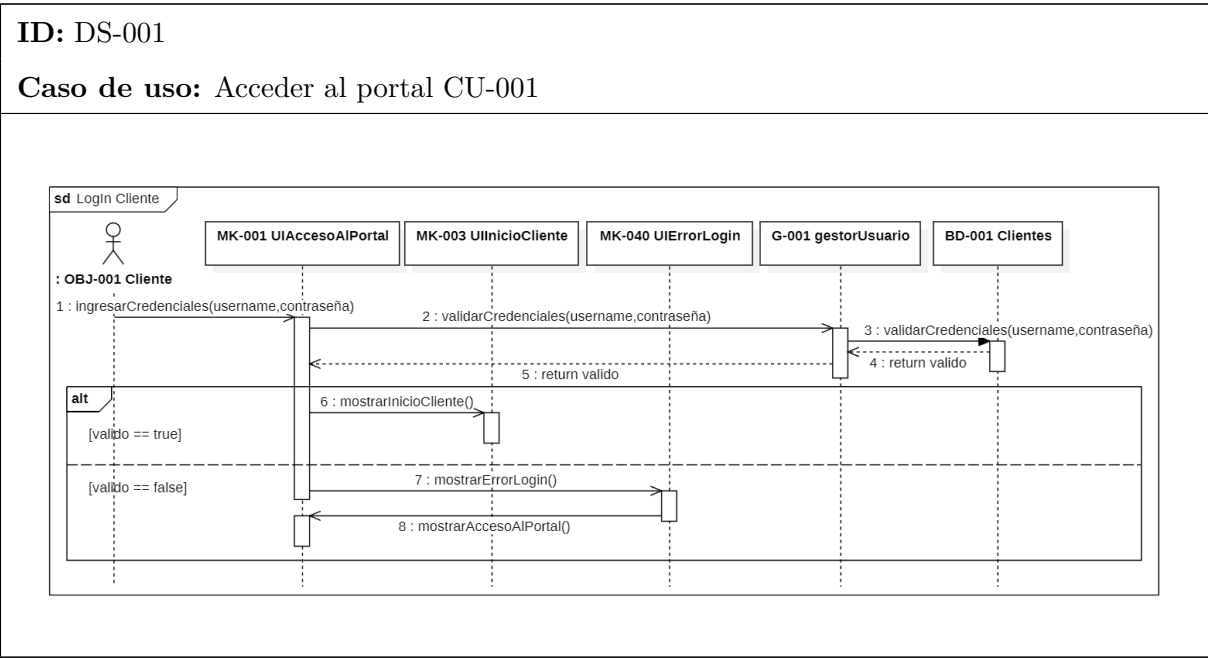 ID: DS-001
Caso de uso: Acceder al portal CU-001
sd LogIn Cliente
MK-001 UIAccesoAlPortal
MK-003 UIInicioCliente
MK-040 UIErrorLogin
G-001 gestorUsuario
BD-001 Clientes
: OBJ-001 Cliente
1 : ingresarCredenciales(username,contraseña)
2 : validarCredenciales(username,contraseña)
3 : validarCredenciales(username,contraseña)
4 : return valido
5 : return valido
alt
6 : mostrarInicioCliente()
[valido == true]
7 : mostrarErrorLogin()
[valido == false]
8 : mostrarAccesoAlPortal()